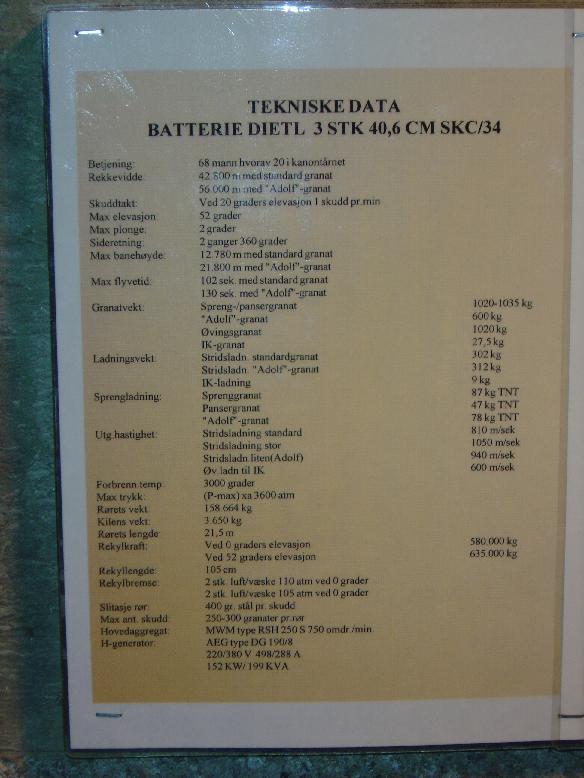 TEKNISKE DATA
BATTERIE DIETL 3 STK 40,6 CM SKC/34
Betjening: 68 mann hvorav 20 i kanontårnet
Rekkevidde: 42.800 m med standard granat
56.000 m med "Adolf"-granat
Skuddtakt: Ved 20 graders elevasjon 1 skudd pr.min
Max elevasjon: 52 grader
Max plonge: 2 grader
Sideretning: 2 ganger 360 grader
Max banehøyde: 12.780 m med standard granat
21.800 m med "Adolf"-granat
Max flyvetid: 102 sek. med standard granat
130 sek. med "Adolf"-granat
Granatvekt: Spreng-/pansergranat 1020-1035 kg
"Adolf"-granat 600 kg
Øvingsgranat 1020 kg
IK-granat 27,5 kg
Ladningsvekt: Stridsladn. standardgranat 302 kg
Stridsladn. "Adolf"-granat 312 kg
IK-ladning 9 kg
Sprengladning: Sprenggranat 87 kg TNT
Pansergranat 47 kg TNT
"Adolf"-granat 78 kg TNT
Utg.hastighet: Stridsladning standard 810 m/sek
Stridsladning stor 1050 m/sek
Stridsladn.liten(Adolf) 940 m/sek
Øv.ladn til IK 600 m/sek
Forbrenn.temp: 3000 grader
Max trykk: (P-max) xa 3600 atm
Rørets vekt: 158.664 kg
Kilens vekt: 3.650 kg
Rørets lengde: 21,5 m
Rekylkraft: Ved 0 graders elevasjon 580.000 kg
Ved 52 graders elevasjon 635.000 kg
Rekyllengde: 105 cm
Rekylbremse: 2 stk. luft/væske 110 atm ved 0 grader
2 stk. luft/væske 105 atm ved 0 grader
Slitasje rør: 400 gr. stål pr. skudd
Max ant. skudd: 250-300 granater pr.rør
Hovedaggregat: MWM type RSH 250 S 750 omdr./min.
H-generator: AEG type DG 190/8
220/380 V 498/288 A
152 KW/ 199 KVA